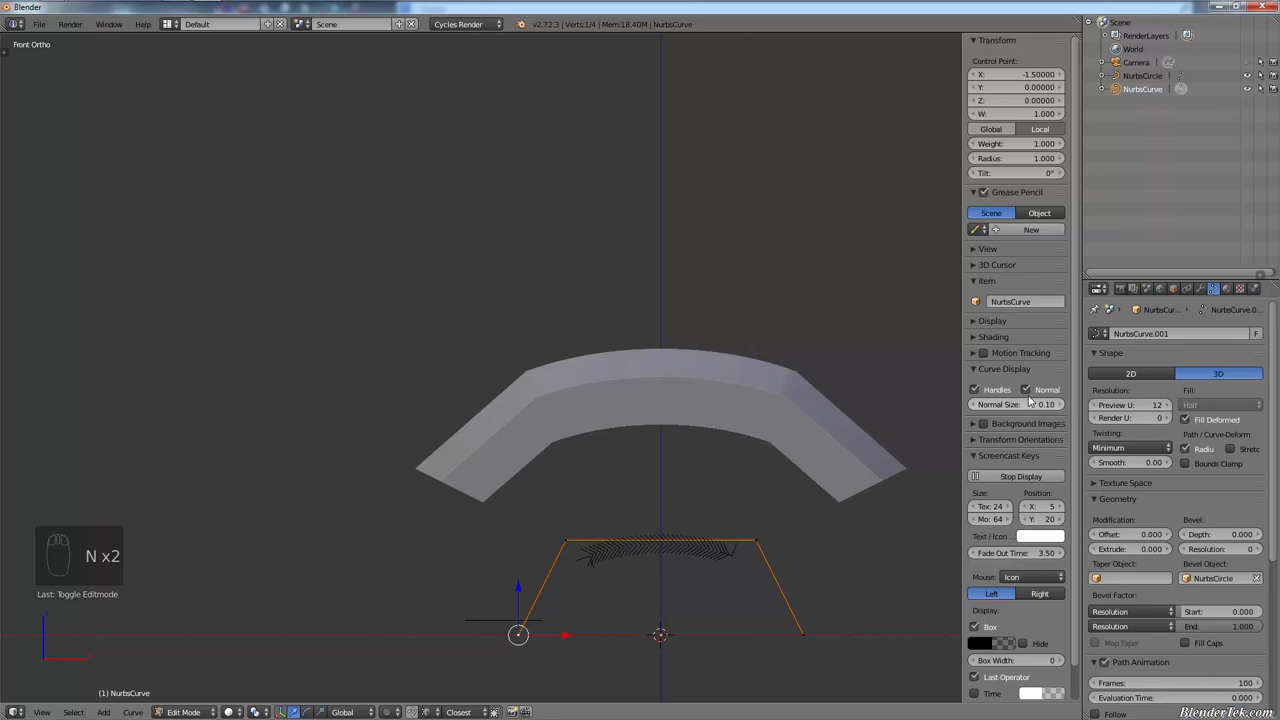 Blender
File Render Window Help Default Scene Cycles Render v2.72.3 | Verts:1/4 | Mem:18.40M | NurbsCurve
Front Ortho
N x2
Last: Toggle Editmode
(1) NurbsCurve
View Select Add Curve Edit Mode Global Closest
Transform
Control Point:
X: -1.50000
Y: 0.00000
Z: 0.00000
W: 1.000
Global Local
Weight: 1.000
Radius: 1.000
Tilt: 0°
Grease Pencil
Scene Object
New
View
3D Cursor
Item
NurbsCurve
Display
Shading
Motion Tracking
Curve Display
Handles Normal
Normal Size: 0.10
Background Images
Transform Orientations
Screencast Keys
Stop Display
Size: Position:
Tex: 24 X: 5
Mo: 64 Y: 20
Text / Icon ...
Fade Out Time: 3.50
Mouse: Icon
Left Right
Display:
Box
Hide
Box Width: 0
Last Operator
Time
Scene
RenderLayers
World
Camera
NurbsCircle
NurbsCurve
NurbsCur... NurbsCurve.0...
NurbsCurve.001 F
Shape
2D 3D
Resolution: Fill:
Preview U: 12 Half
Render U: 0 Fill Deformed
Twisting: Path / Curve-Deform:
Minimum Radiu Stretc
Smooth: 0.00 Bounds Clamp
Texture Space
Geometry
Modification: Bevel:
Offset: 0.000 Depth: 0.000
Extrude: 0.000 Resolution: 0
Taper Object: Bevel Object:
NurbsCircle
Bevel Factor:
Resolution Start: 0.000
Resolution End: 1.000
Map Taper Fill Caps
Path Animation
Frames: 100
Evaluation Time: 0.000
Follow
BlenderTek.com